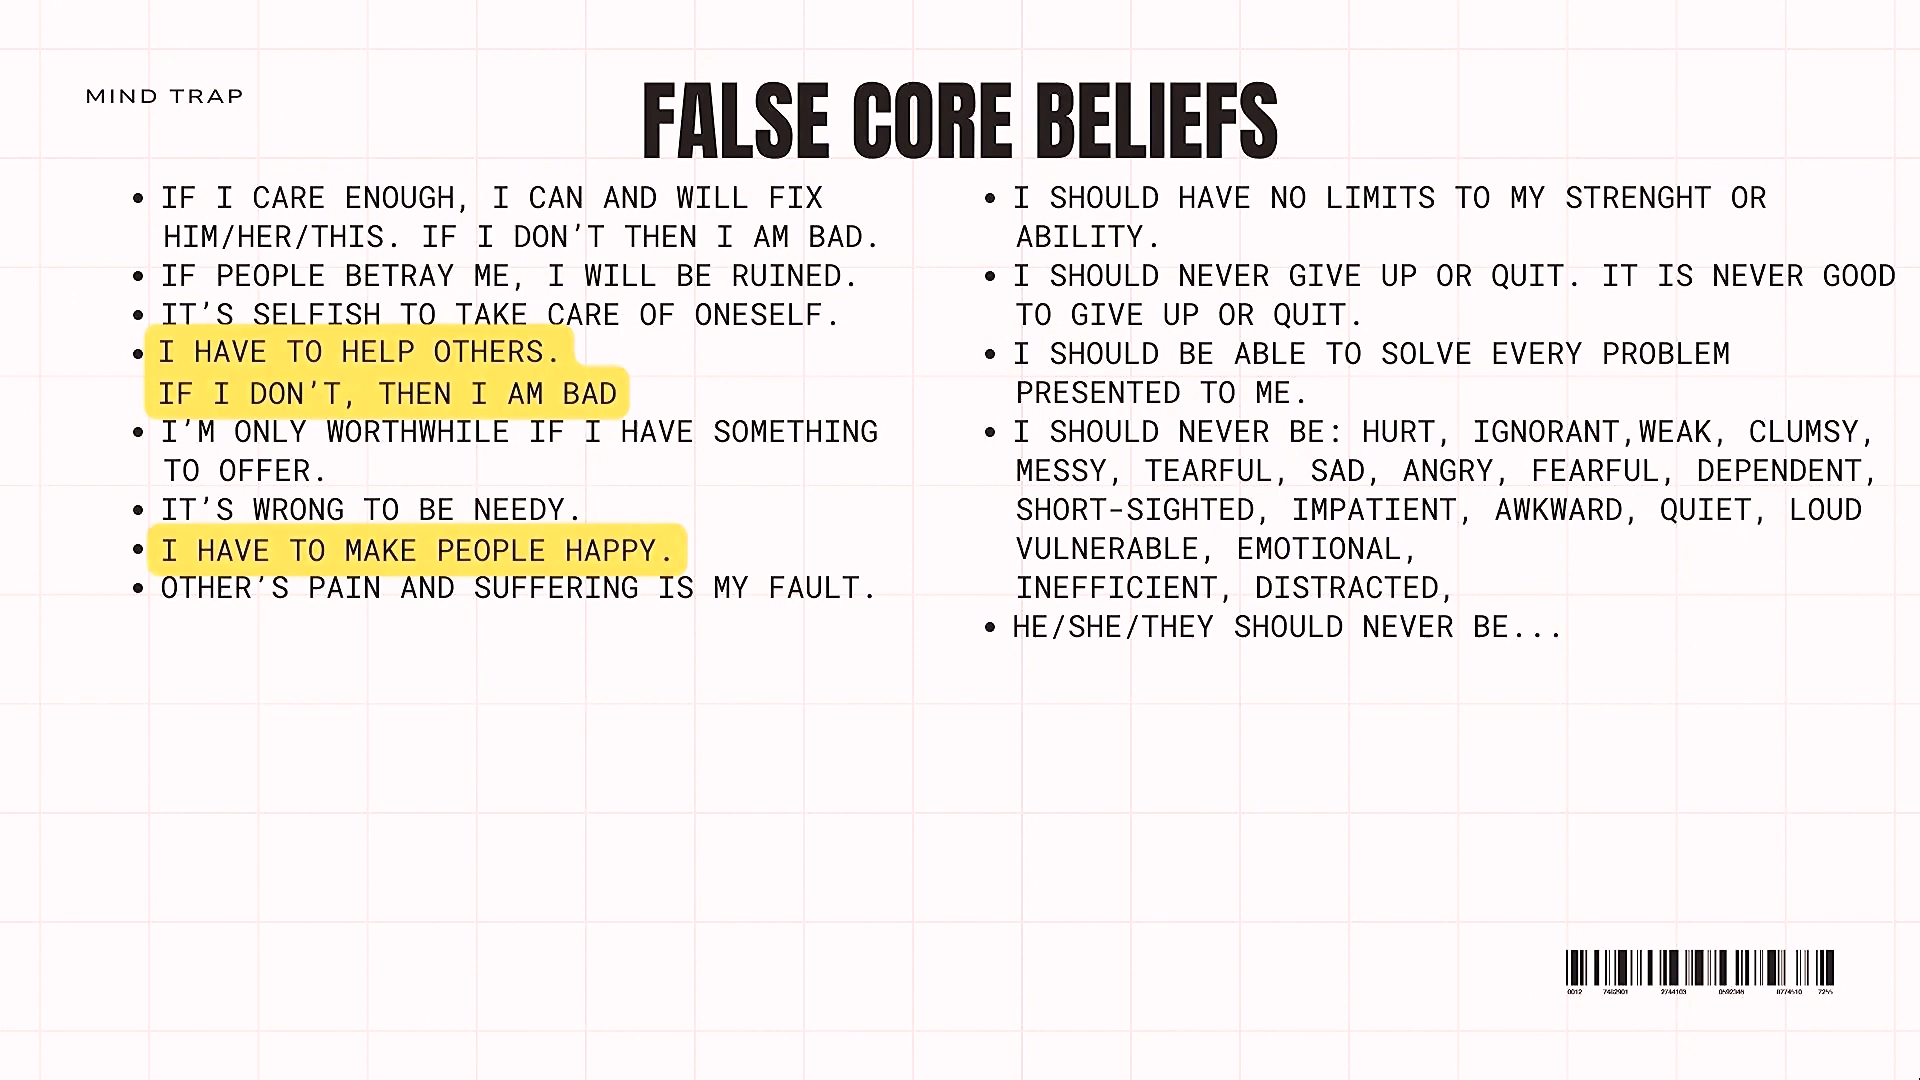 MIND TRAP
FALSE CORE BELIEFS
• IF I CARE ENOUGH, I CAN AND WILL FIX
HIM/HER/THIS. IF I DON’T THEN I AM BAD.
• IF PEOPLE BETRAY ME, I WILL BE RUINED.
• IT’S SELFISH TO TAKE CARE OF ONESELF.
• I HAVE TO HELP OTHERS.
IF I DON’T, THEN I AM BAD
• I’M ONLY WORTHWHILE IF I HAVE SOMETHING
TO OFFER.
• IT’S WRONG TO BE NEEDY.
• I HAVE TO MAKE PEOPLE HAPPY.
• OTHER’S PAIN AND SUFFERING IS MY FAULT.
• I SHOULD HAVE NO LIMITS TO MY STRENGHT OR
ABILITY.
• I SHOULD NEVER GIVE UP OR QUIT. IT IS NEVER GOOD
TO GIVE UP OR QUIT.
• I SHOULD BE ABLE TO SOLVE EVERY PROBLEM
PRESENTED TO ME.
• I SHOULD NEVER BE: HURT, IGNORANT,WEAK, CLUMSY,
MESSY, TEARFUL, SAD, ANGRY, FEARFUL, DEPENDENT,
SHORT-SIGHTED, IMPATIENT, AWKWARD, QUIET, LOUD
VULNERABLE, EMOTIONAL,
INEFFICIENT, DISTRACTED,
• HE/SHE/THEY SHOULD NEVER BE...
0012 2744103